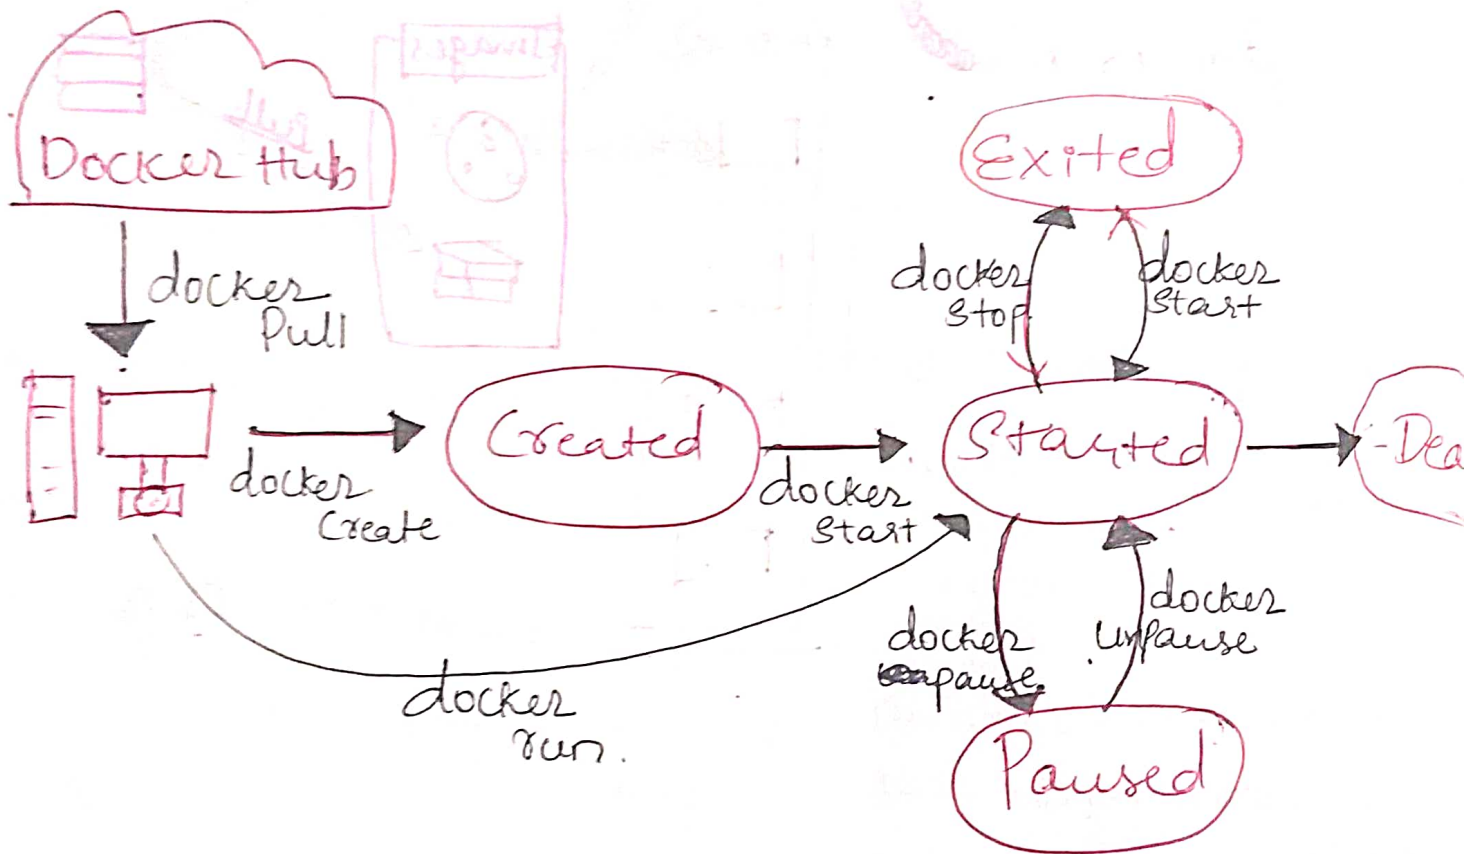 Docker Hub
docker
Pull
docker
Create
Created
docker
Start
docker
run.
Exited
docker
Stop
docker
Start
Started
docker
pause
docker
unpause
Paused